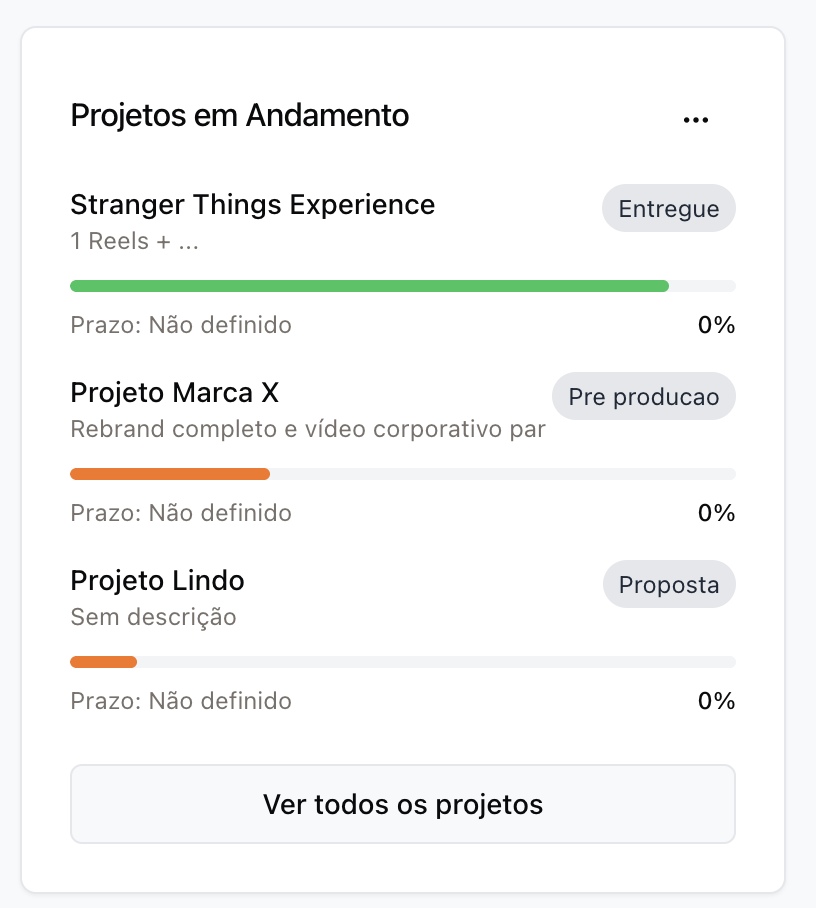 Projetos em Andamento
...
Stranger Things Experience
Entregue
1 Reels + ...
Prazo: Não definido
0%
Projeto Marca X
Pre producao
Rebrand completo e vídeo corporativo par
Prazo: Não definido
0%
Projeto Lindo
Proposta
Sem descrição
Prazo: Não definido
0%
Ver todos os projetos